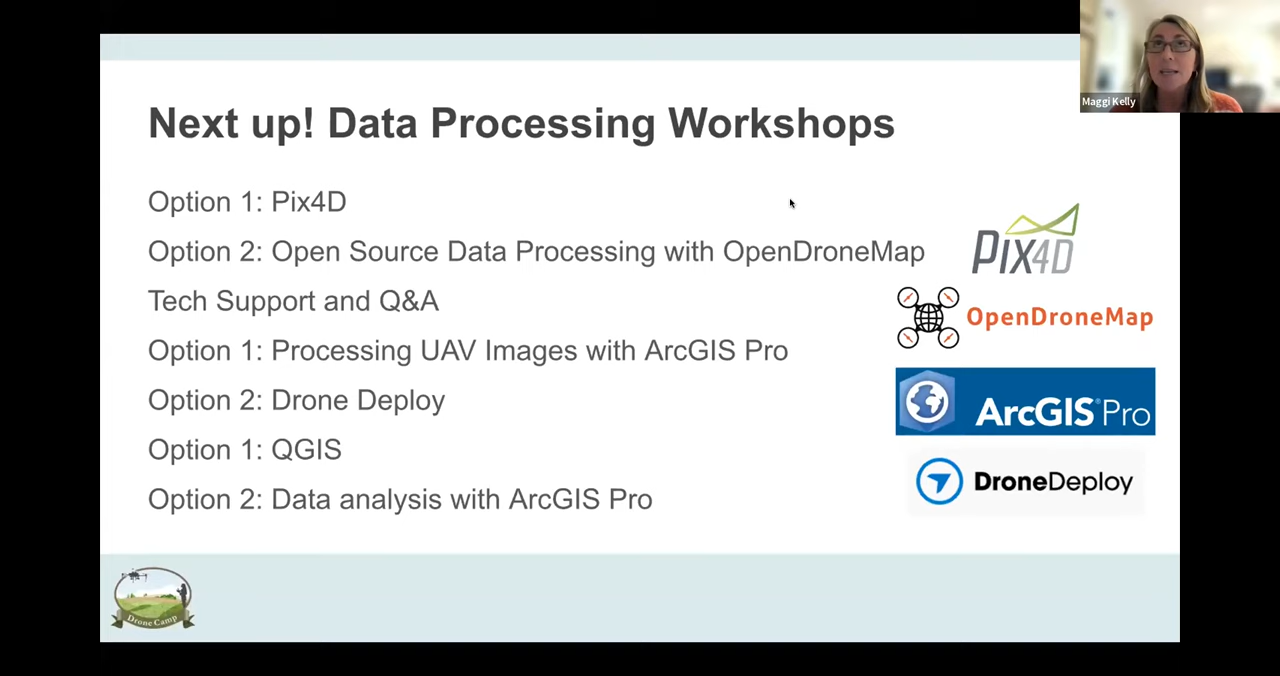 Maggi Kelly
Next up! Data Processing Workshops
Option 1: Pix4D
Option 2: Open Source Data Processing with OpenDroneMap
Tech Support and Q&A
Option 1: Processing UAV Images with ArcGIS Pro
Option 2: Drone Deploy
Option 1: QGIS
Option 2: Data analysis with ArcGIS Pro
PIX4D
OpenDroneMap
ArcGIS® Pro
DroneDeploy
Drone Camp